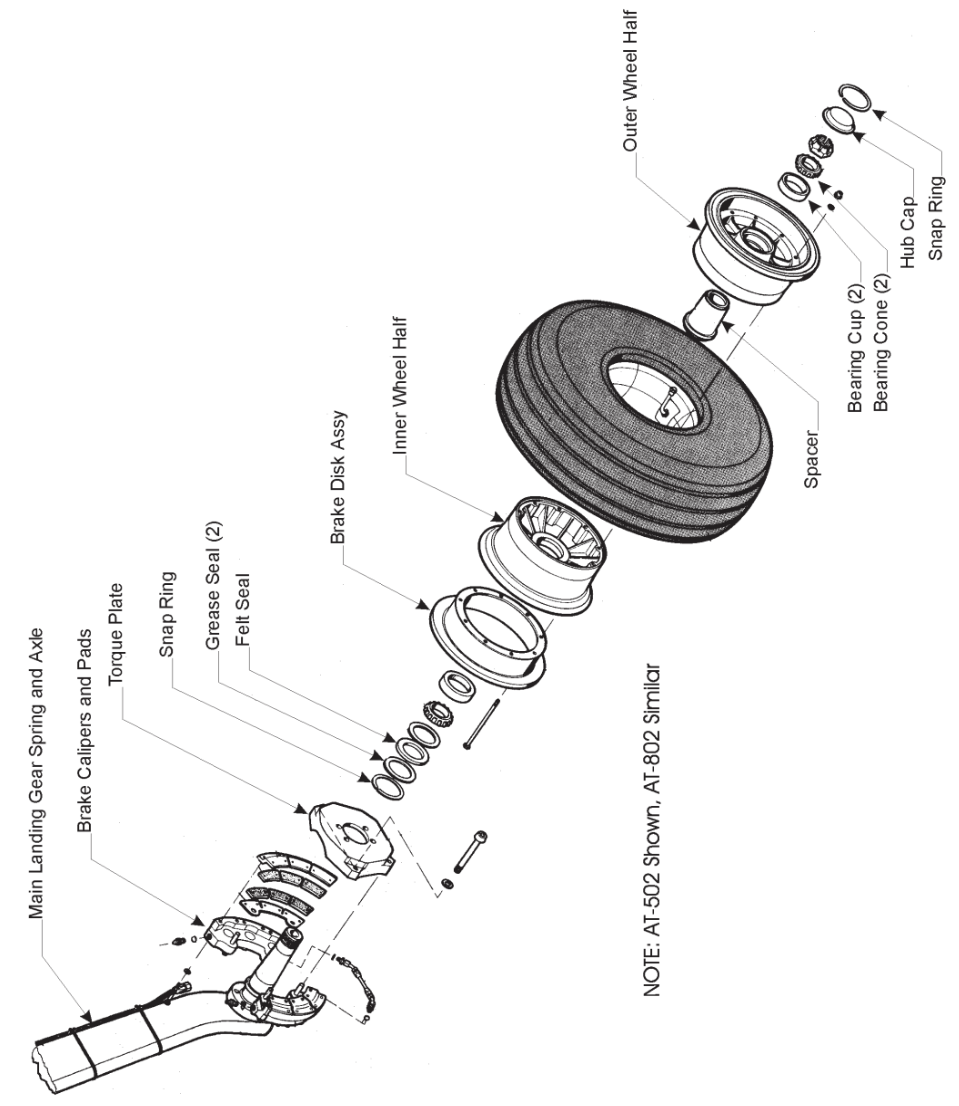 Main Landing Gear Spring and Axle
Brake Calipers and Pads
Torque Plate
Snap Ring
Grease Seal (2)
Felt Seal
Brake Disk Assy
Inner Wheel Half
Outer Wheel Half
Spacer
Bearing Cup (2)
Bearing Cone (2)
Hub Cap
Snap Ring
NOTE: AT-502 Shown, AT-802 Similar